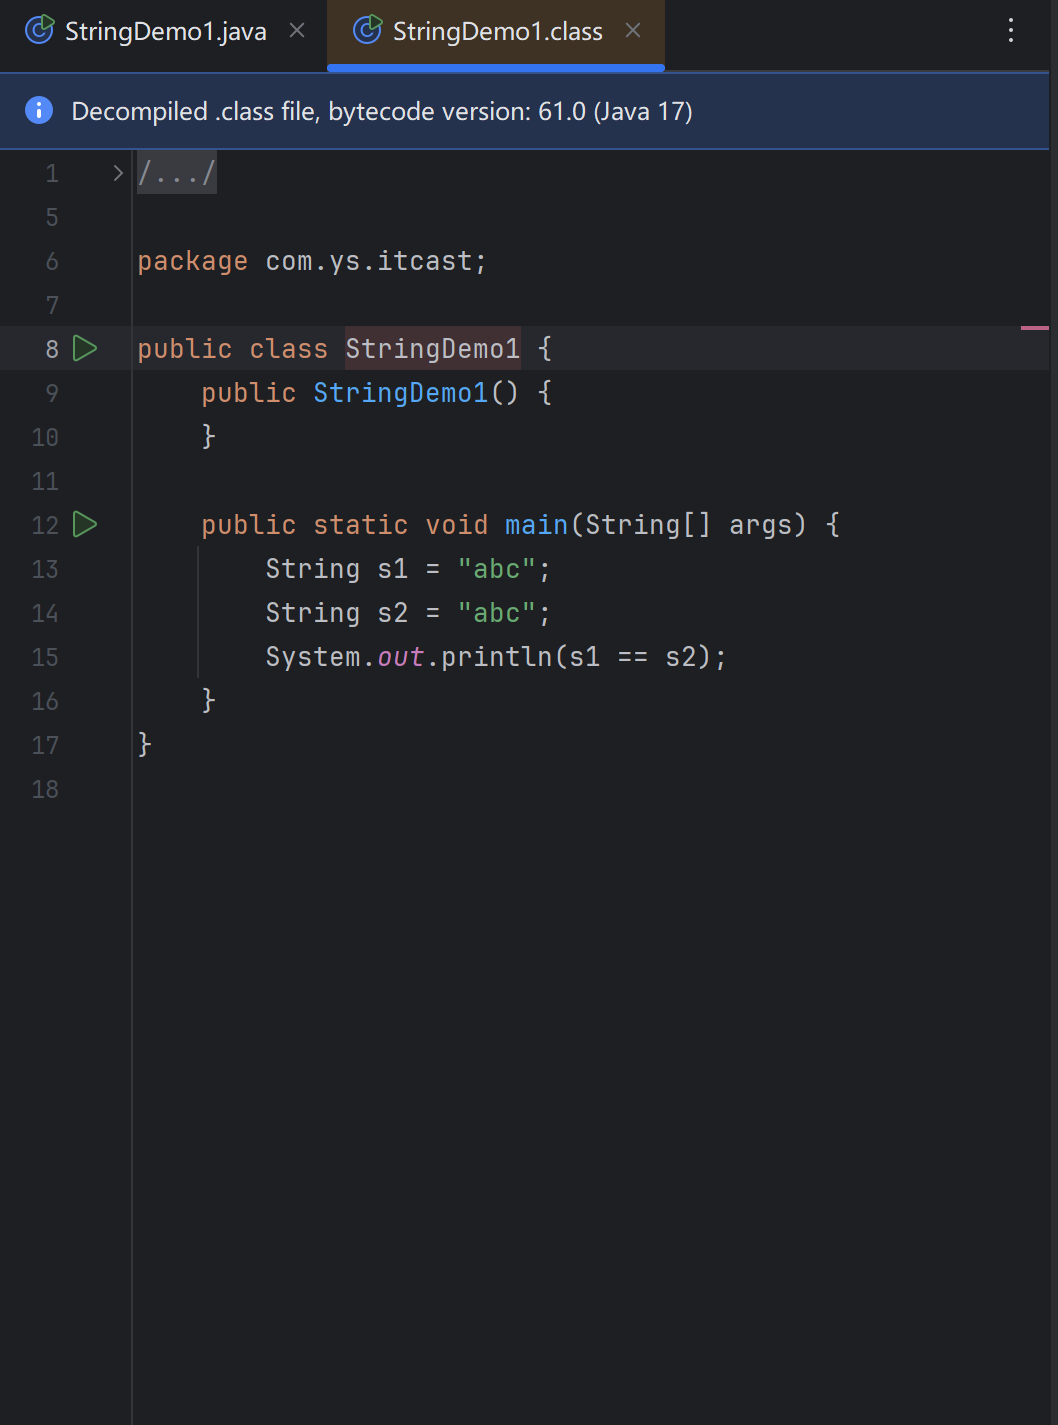 StringDemo1.java StringDemo1.class
Decompiled .class file, bytecode version: 61.0 (Java 17)
1 /.../
5
6 package com.ys.itcast;
7
8 public class StringDemo1 {
9 public StringDemo1() {
10 }
11
12 public static void main(String[] args) {
13 String s1 = "abc";
14 String s2 = "abc";
15 System.out.println(s1 == s2);
16 }
17 }
18